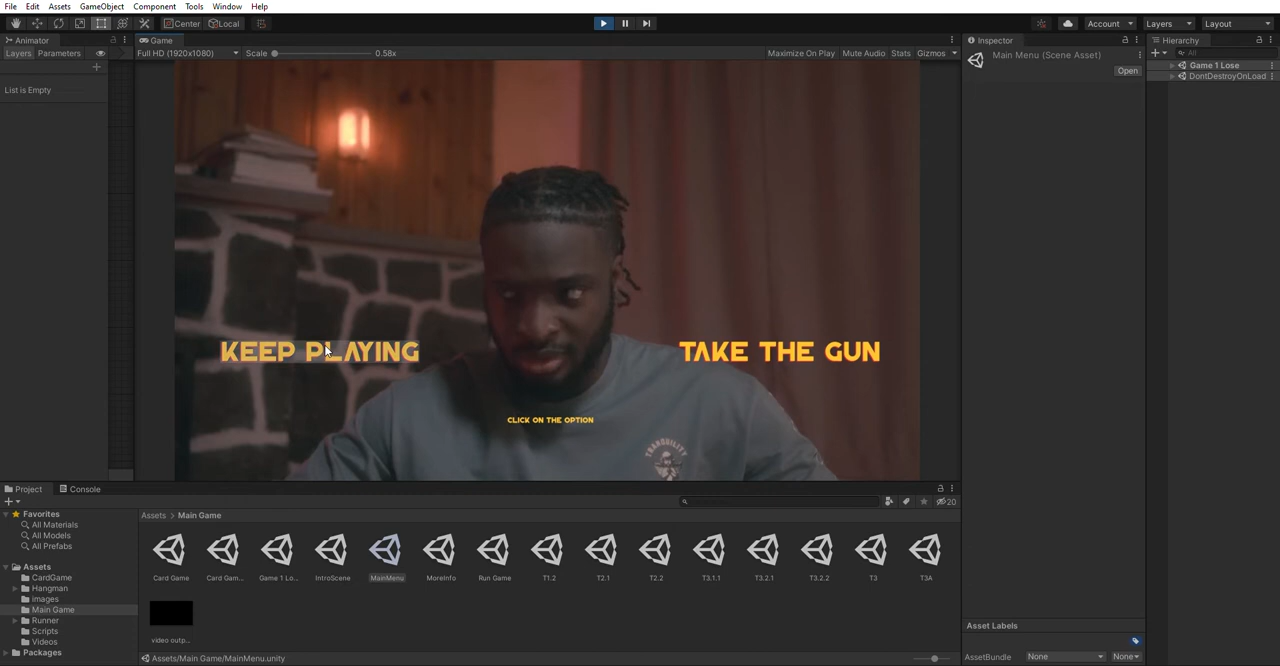 File Edit Assets GameObject Component Tools Window Help
Center Local Account Layers Layout
Animator Game Inspector Hierarchy
Layers Parameters Full HD (1920x1080) Scale 0.58x Maximize On Play Mute Audio Stats Gizmos Main Menu (Scene Asset) All
Open Game 1 Lose
DontDestroyOnLoad
List is Empty
KEEP PLAYING TAKE THE GUN
CLICK ON THE OPTION
TRANQUILITY
Project Console
20
Favorites Assets > Main Game
All Materials
All Models
All Prefabs
Assets
CardGame Card Game Card Gam... Game 1 Lo... IntroScene MainMenu MoreInfo Run Game T1.2 T2.1 T2.2 T3.1.1 T3.2.1 T3.2.2 T3 T3A
Hangman
images
Main Game
Runner
Scripts Asset Labels
Videos video outp...
Packages
Assets/Main Game/MainMenu.unity AssetBundle None None